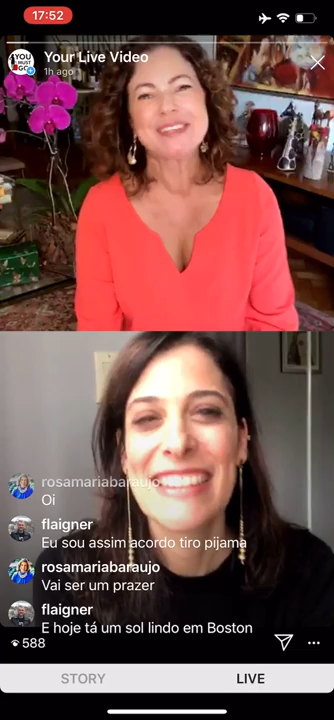 17:52
YOU
MUST
GO
Your Live Video
1h ago
rosamariabaraujo
Oi
flaigner
Eu sou assim acordo tiro pijama
rosamariabaraujo
Vai ser um prazer
flaigner
E hoje tá um sol lindo em Boston
588
STORY
LIVE